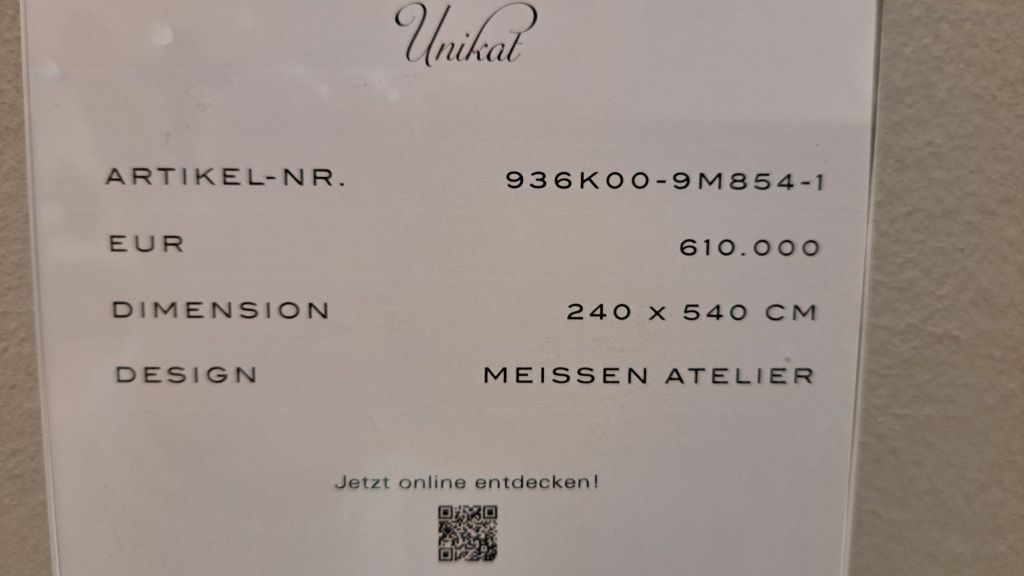 Unikat
ARTIKEL-NR. 936K00-9M854-1
EUR 610.000
DIMENSION 240 x 540 CM
DESIGN MEISSEN ATELIER
Jetzt online entdecken!